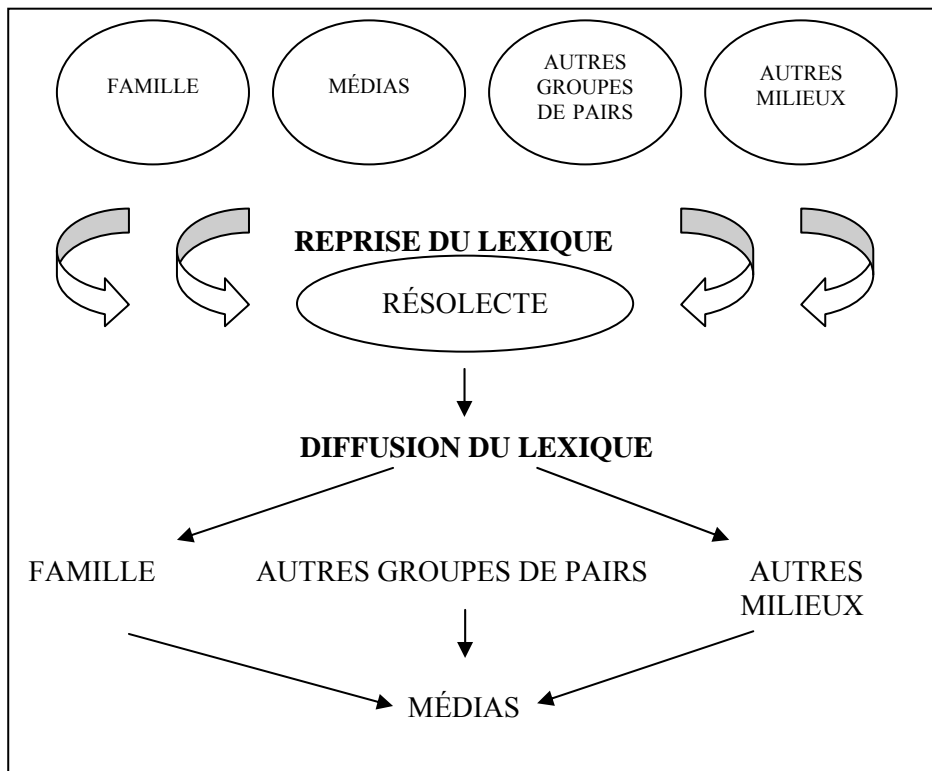 FAMILLE
MÉDIAS
AUTRES
GROUPES
DE PAIRS
AUTRES
MILIEUX
REPRISE DU LEXIQUE
RÉSOLECTE
DIFFUSION DU LEXIQUE
FAMILLE
AUTRES GROUPES DE PAIRS
AUTRES
MILIEUX
MÉDIAS